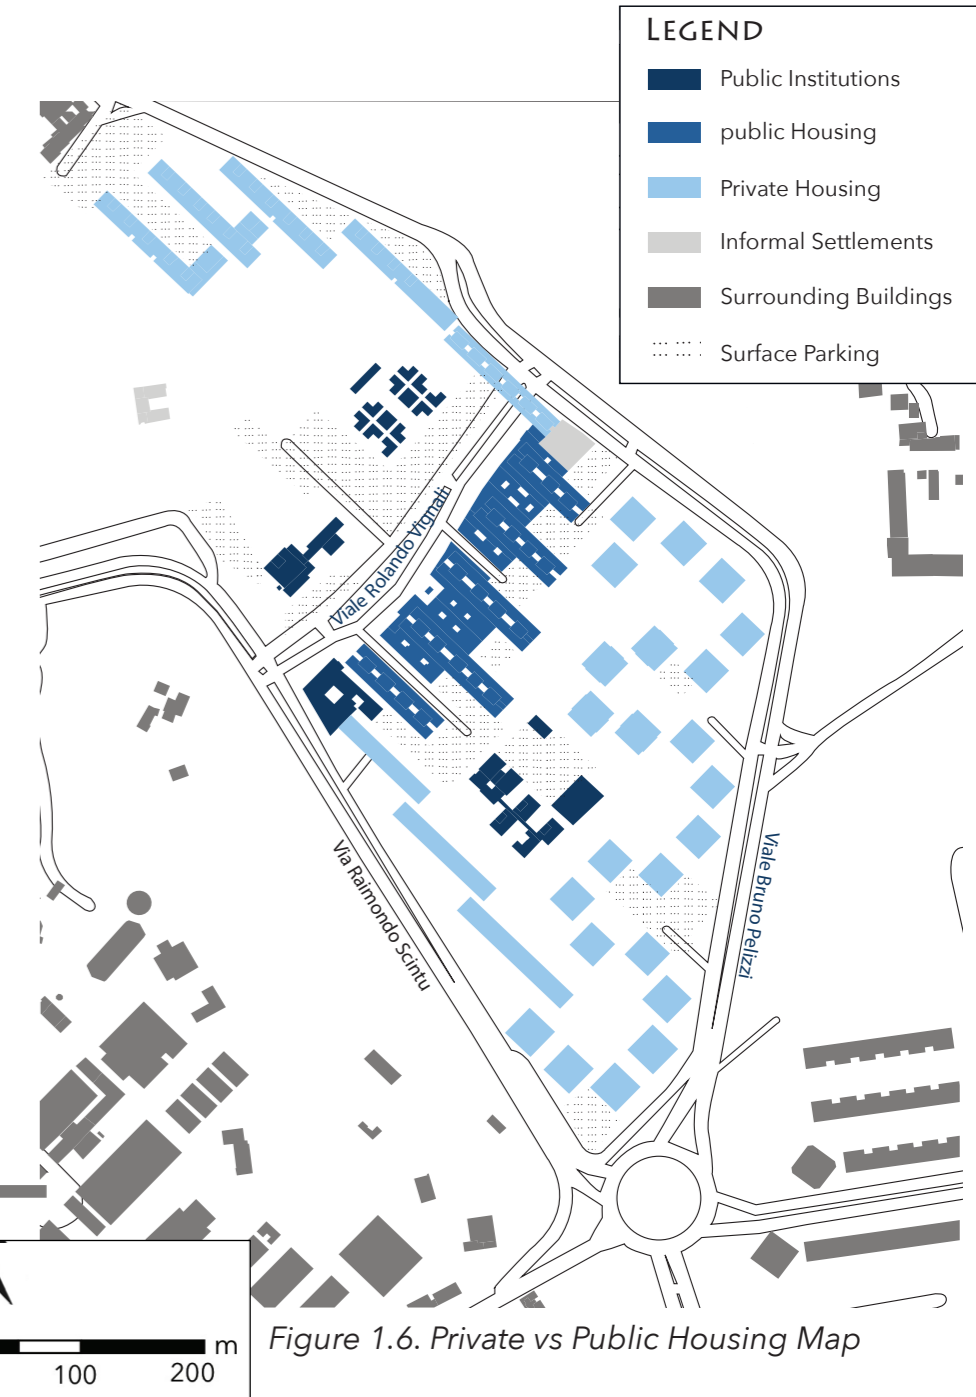 LEGEND
Public Institutions
public Housing
Private Housing
Informal Settlements
Surrounding Buildings
Surface Parking
Viale Rolando Vignali
Via Raimondo Scintu
Viale Bruno Pelizzi
m
100
200
Figure 1.6. Private vs Public Housing Map